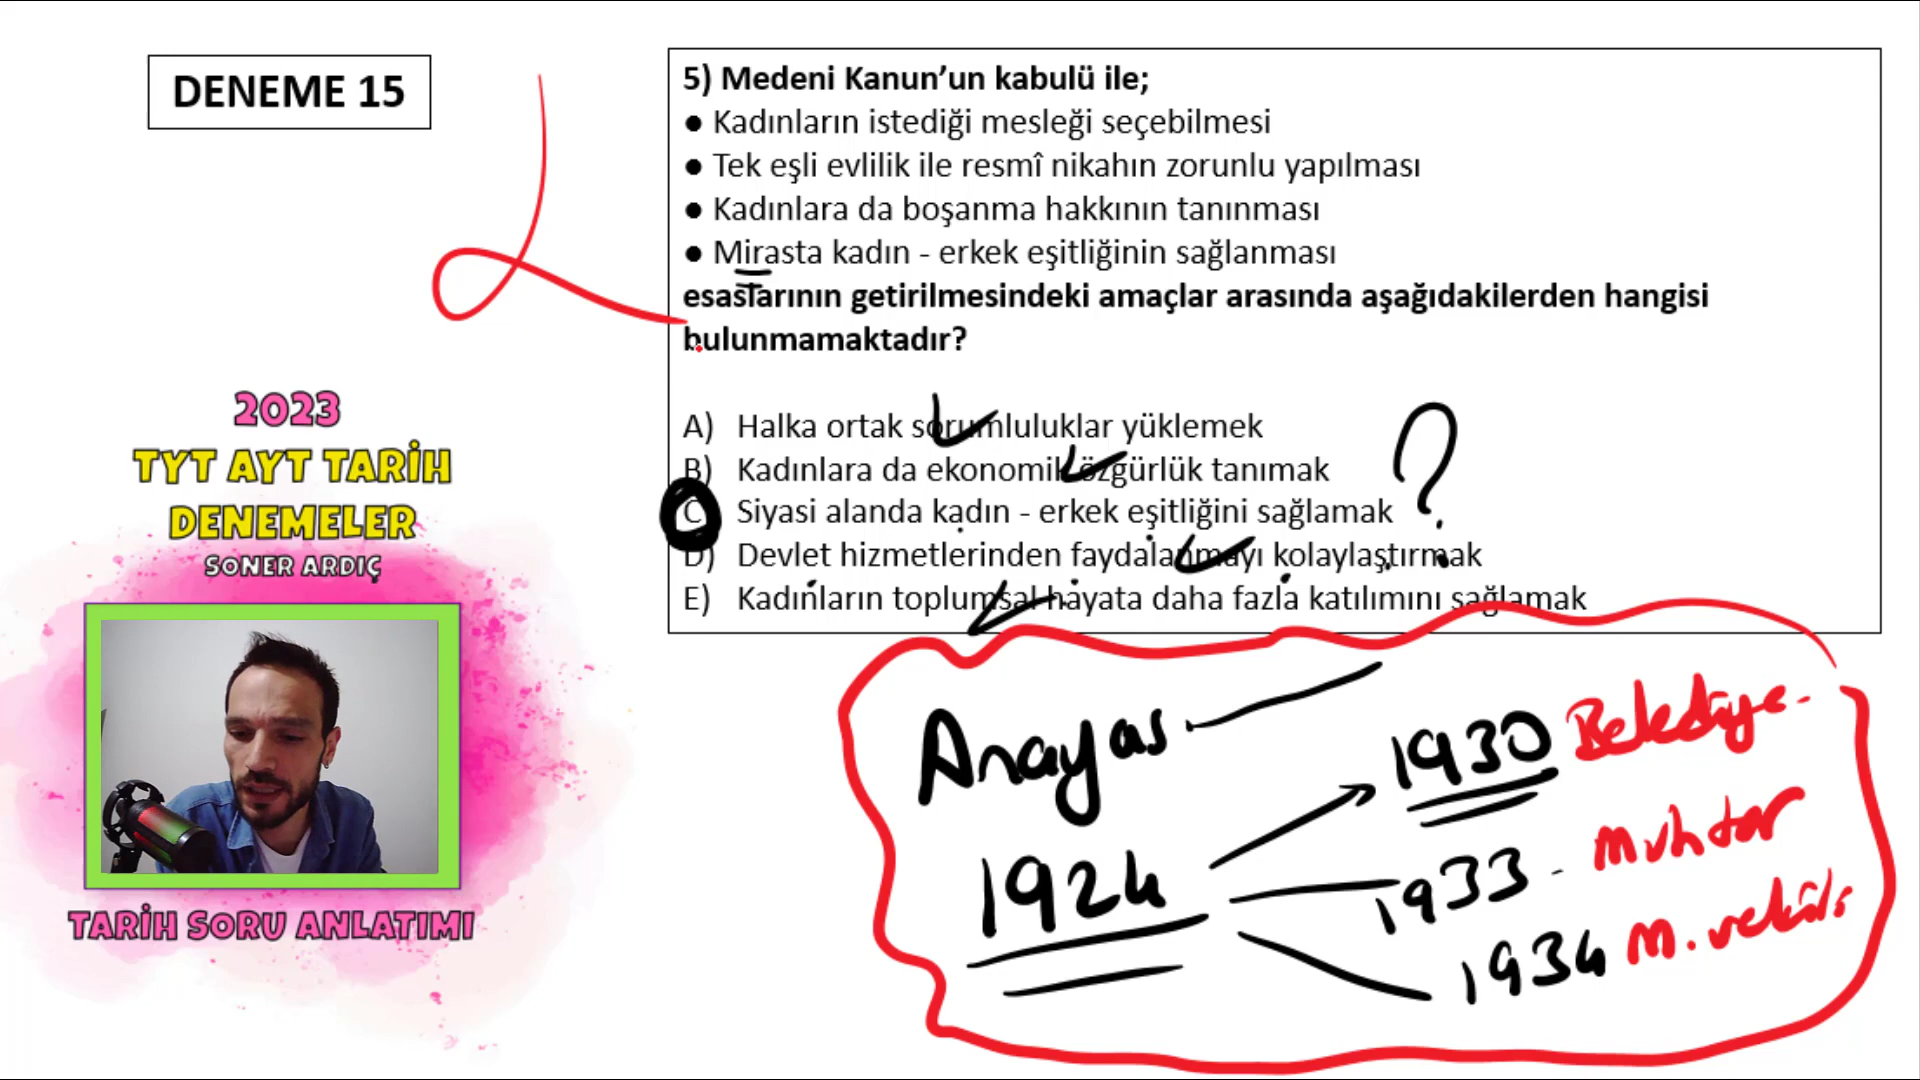 DENEME 15
5) Medeni Kanun’un kabulü ile;
● Kadınların istediği mesleği seçebilmesi
● Tek eşli evlilik ile resmî nikahın zorunlu yapılması
● Kadınlara da boşanma hakkının tanınması
● Mirasta kadın - erkek eşitliğinin sağlanması
esaslarının getirilmesindeki amaçlar arasında aşağıdakilerden hangisi
bulunmamaktadır?
A) Halka ortak sorumluluklar yüklemek
B) Kadınlara da ekonomik özgürlük tanımak
C) Siyasi alanda kadın - erkek eşitliğini sağlamak
D) Devlet hizmetlerinden faydalanmayı kolaylaştırmak
E) Kadınların toplumsal hayata daha fazla katılımını sağlamak
?
2023
TYT AYT TARİH
DENEMELER
SONER ARDIÇ
TARİH SORU ANLATIMI
Anayas
1924
1930 Belediye
1933 - Muhtar
1934